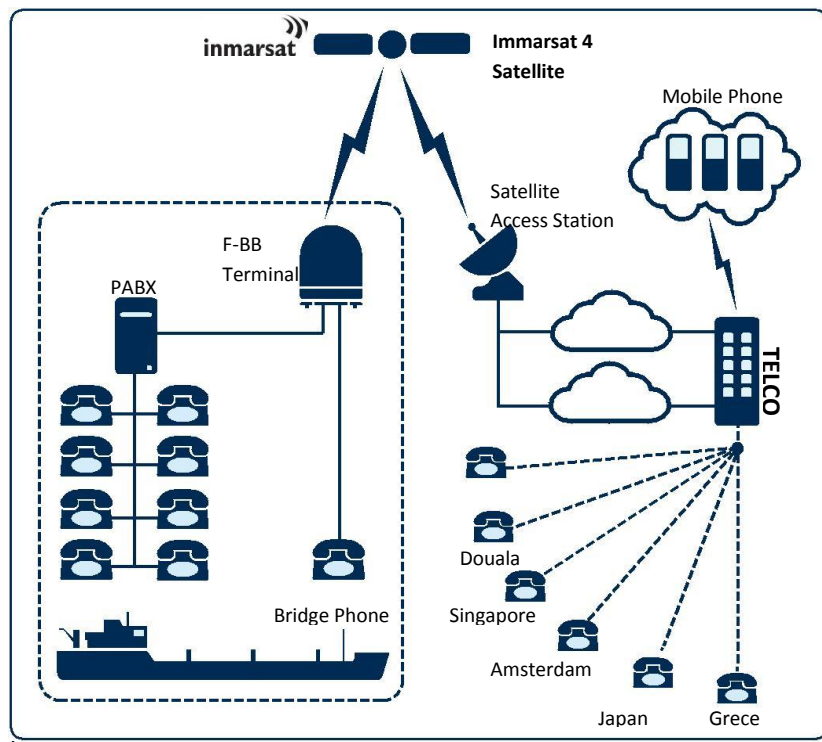 inmarsat
Immarsat 4
Satellite
Mobile Phone
Satellite
Access Station
F-BB
Terminal
PABX
TELCO
Douala
Singapore
Bridge Phone
Amsterdam
Japan
Grece